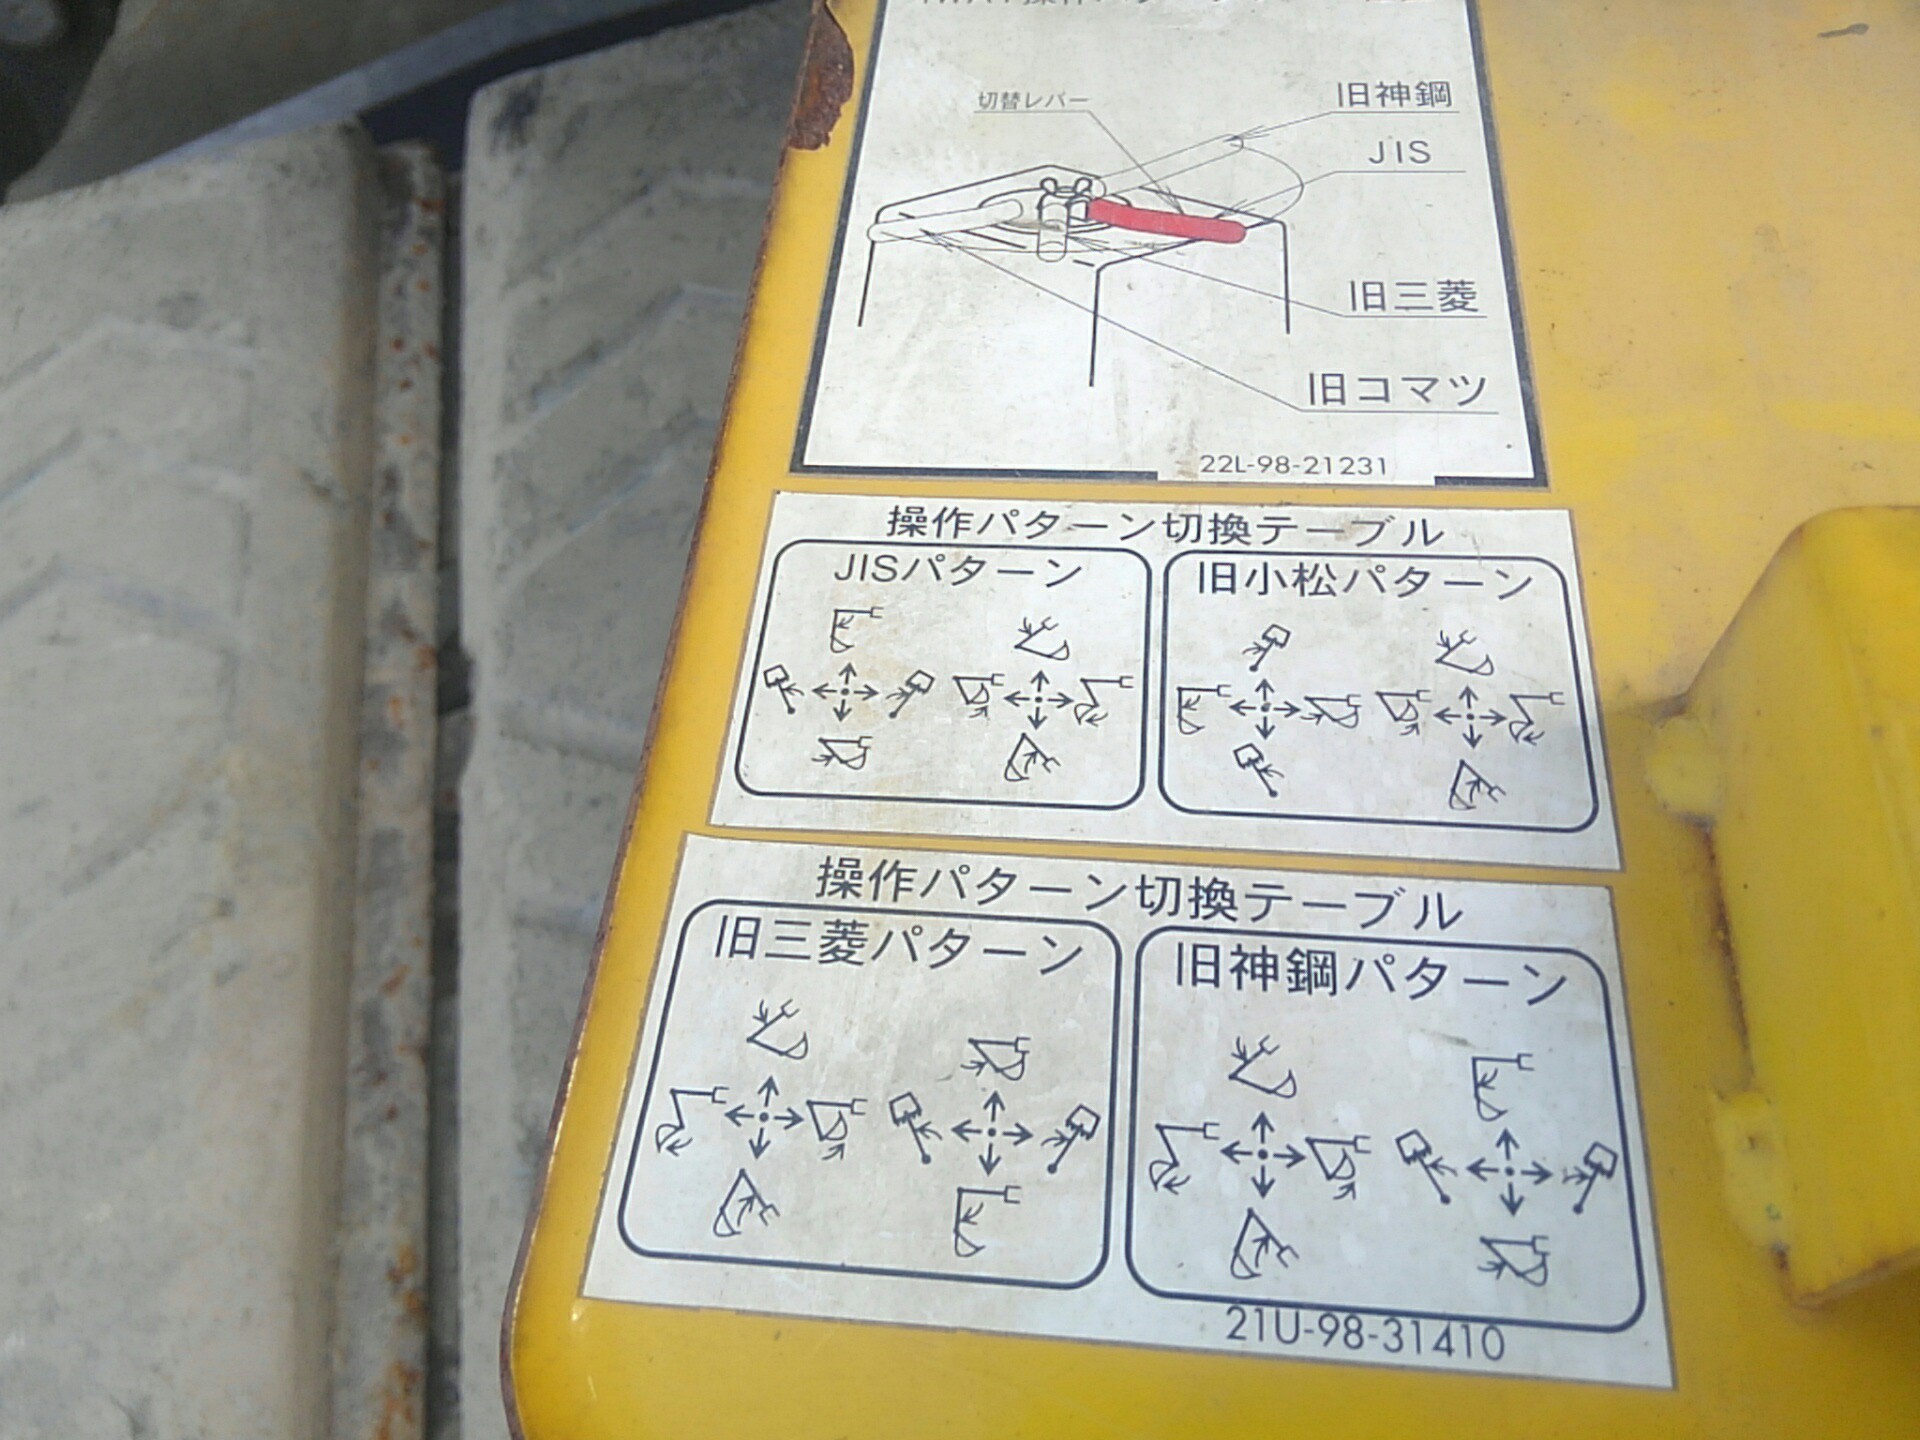 切替レバー
旧神鋼
JIS
旧三菱
旧コマツ
22L-98-21231
操作パターン切換テーブル
JISパターン
旧小松パターン
操作パターン切換テーブル
旧三菱パターン
旧神鋼パターン
21U-98-31410